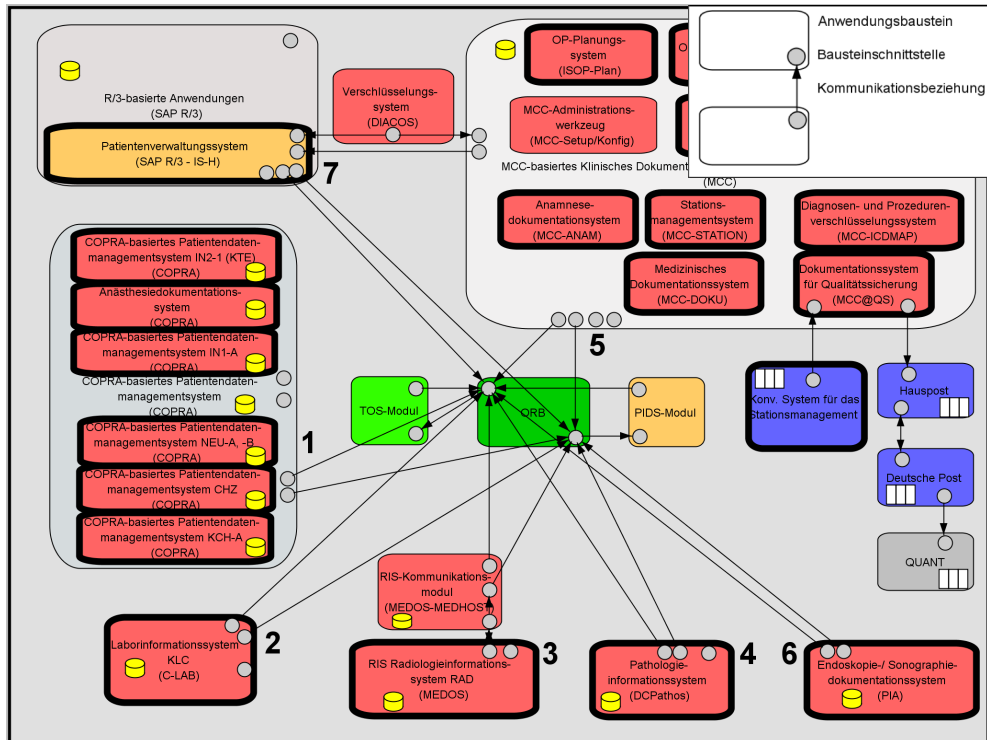 R/3-basierte Anwendungen
(SAP R/3)
Patientenverwaltungssystem
(SAP R/3 - IS-H)
7
Verschlüsselungs-
system
(DIACOS)
OP-Planungs-
system
(ISOP-Plan)
MCC-Administrations-
werkzeug
(MCC-Setup/Konfig)
MCC-basiertes Klinisches Dokument
(MCC)
Anamnese-
dokumentationsystem
(MCC-ANAM)
Stations-
managementsystem
(MCC-STATION)
Diagnosen- und Prozeduren-
verschlüsselungssystem
(MCC-ICDMAP)
Medizinisches
Dokumentationssystem
(MCC-DOKU)
Dokumentationssystem
für Qualitätssicherung
(MCC@QS)
5
Anwendungsbaustein
Bausteinschnittstelle
Kommunikationsbeziehung
COPRA-basiertes Patientendaten-
managementsystem IN2-1 (KTE)
(COPRA)
Anästhesiedokumentations-
system
(COPRA)
COPRA-basiertes Patientendaten-
managementsystem IN1-A
(COPRA)
COPRA-basiertes Patientendaten-
managementsystem
(COPRA)
COPRA-basiertes Patientendaten-
managementsystem NEU-A, -B
(COPRA)
COPRA-basiertes Patientendaten-
managementsystem CHZ
(COPRA)
COPRA-basiertes Patientendaten-
managementsystem KCH-A
(COPRA)
1
TOS-Modul
ORB
PIDS-Modul
Konv. System für das
Stationsmanagement
Hauspost
Deutsche Post
QUANT
RIS-Kommunikations-
modul
(MEDOS-MEDHOST)
Laborinformationssystem
KLC
(C-LAB)
2
RIS Radiologieinformations-
system RAD
(MEDOS)
3
Pathologie-
informationssystem
(DCPathos)
4
6
Endoskopie-/ Sonographie-
dokumentationssystem
(PIA)